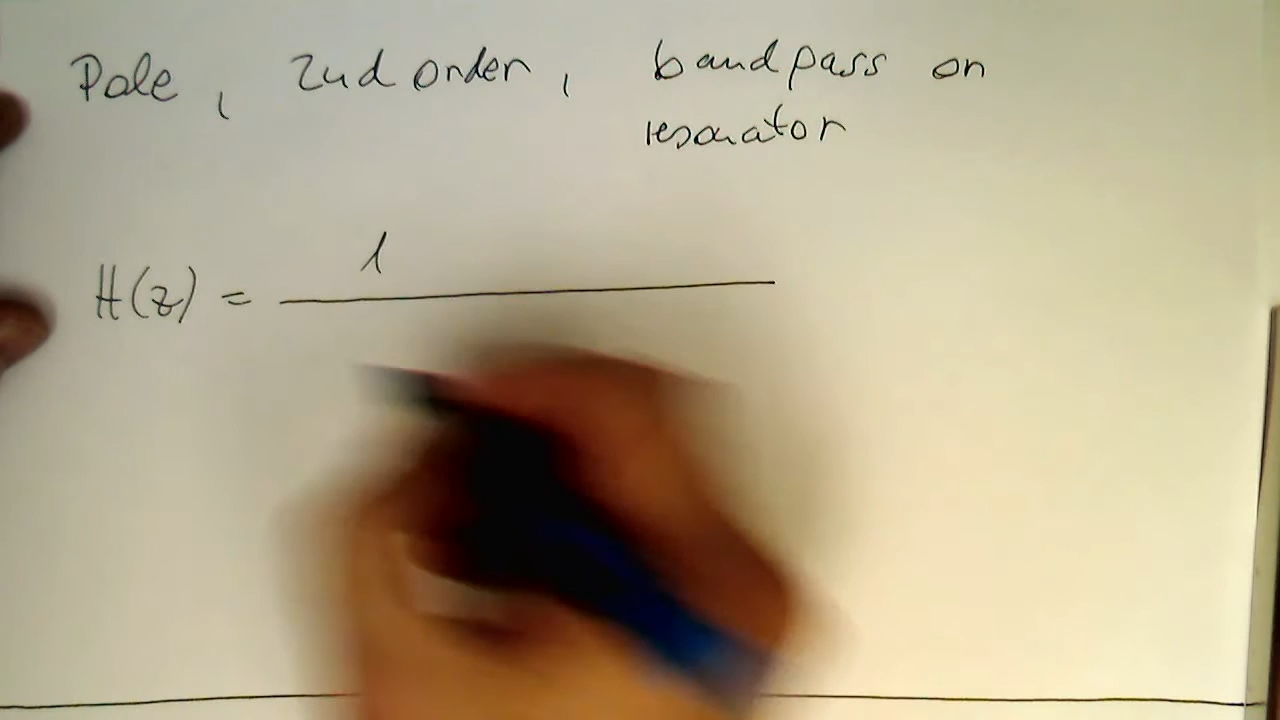 Pole, 2nd order, bandpass or
resonator
H(z) = 1